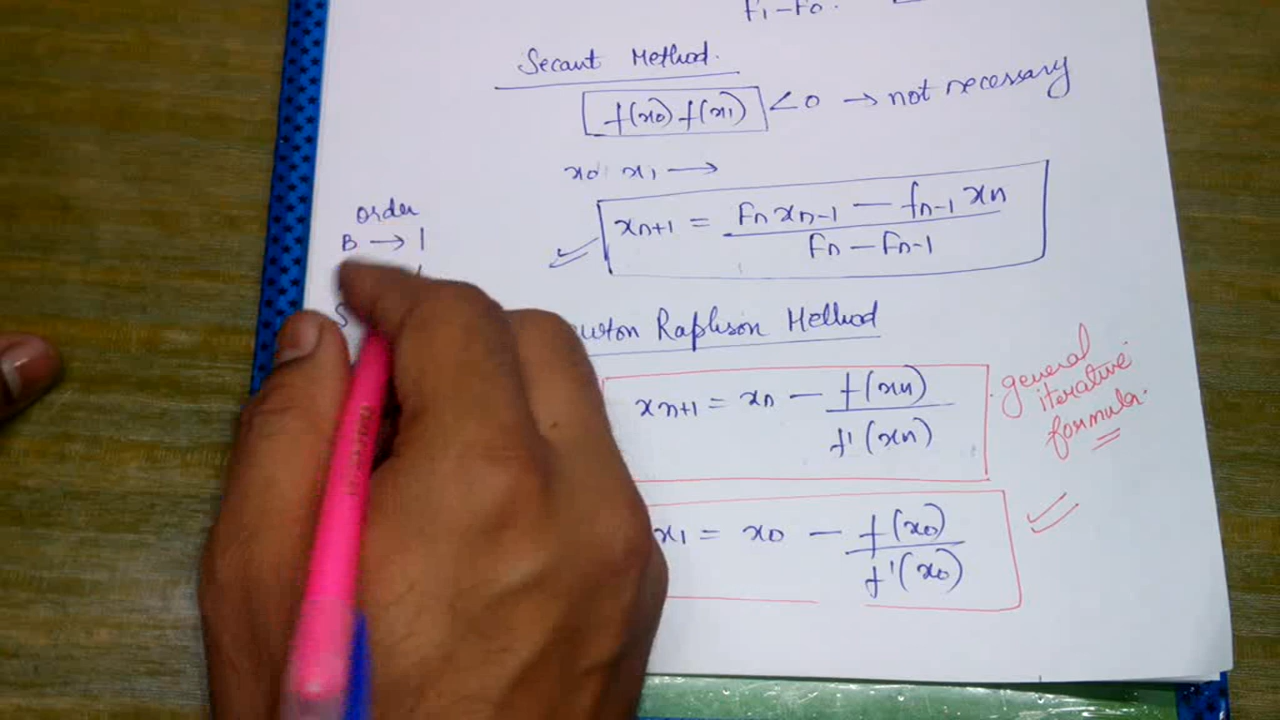 F1-F0.
Secant Method.
f(x0) f(x1) <0 → not necessary
x0 x1 →
xn+1 = Fn xn-1 - fn-1 xn
Fn - Fn-1
order
B → 1
S
Raphson Method
xn+1 = xn - f(xn)
f'(xn)
general
iterative
formula.
x1 = x0 - f(x0)
f'(x0)